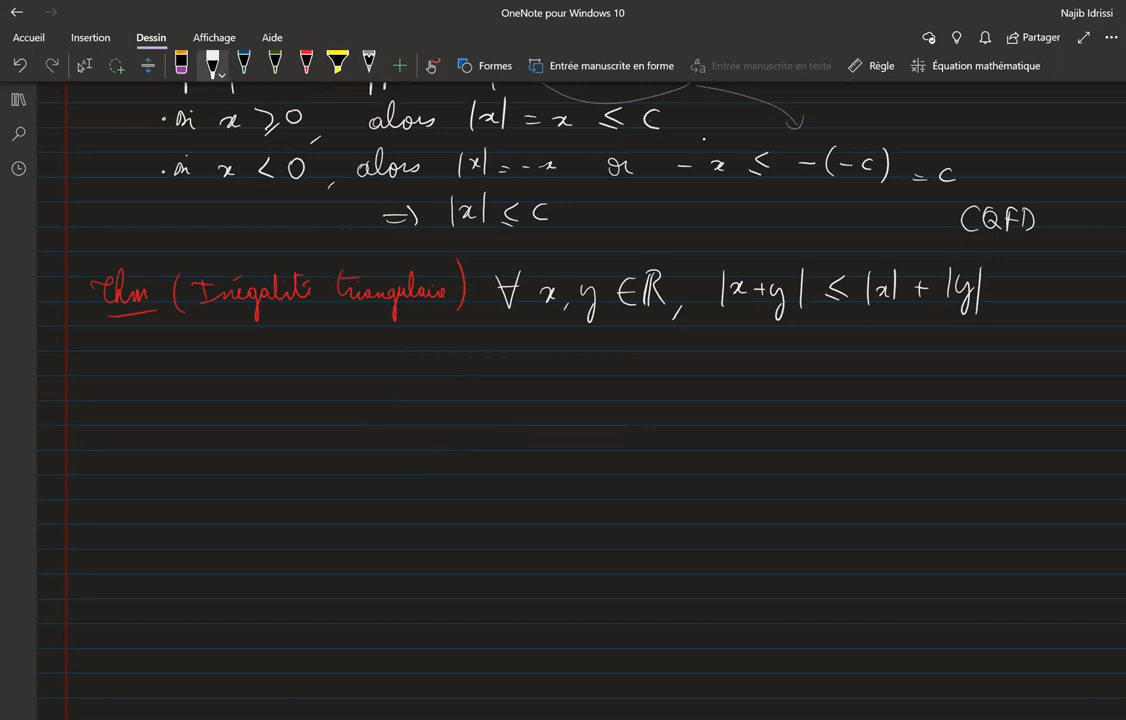 OneNote pour Windows 10
Najib Idrissi
Accueil Insertion Dessin Affichage Aide
Partager
Formes Entrée manuscrite en forme Entrée manuscrite en texte Règle Équation mathématique
• si x ⩾ 0, alors |x| = x ≤ c
• si x < 0, alors |x| = -x or -x ≤ -(-c) = c
⇒ |x| ≤ c
CQFD
Thm (Inégalité triangulaire) ∀ x, y ∈ ℝ, |x+y| ≤ |x| + |y|